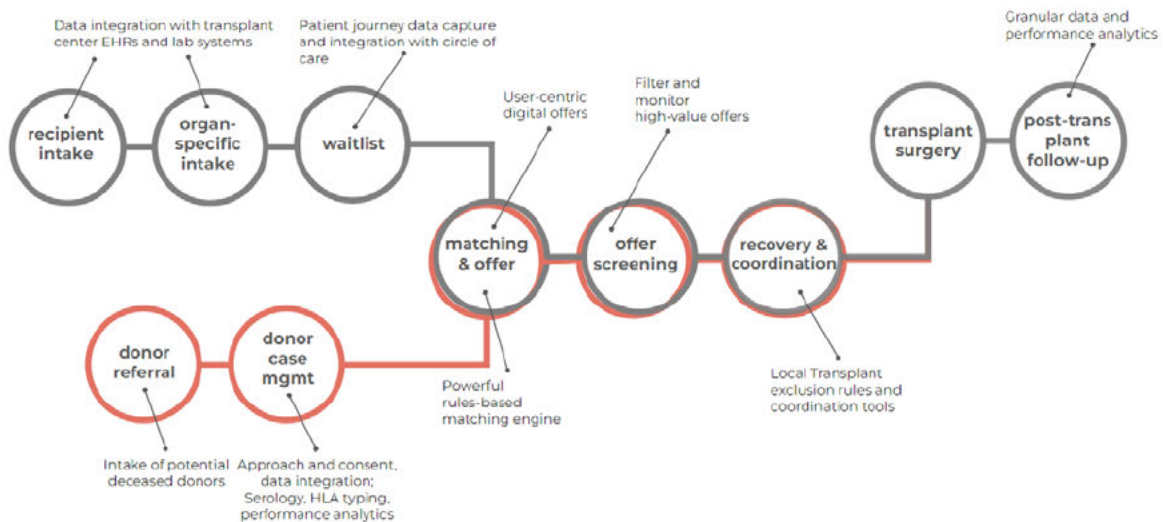 Data integration with transplant
center EHRs and lab systems
Patient journey data capture
and integration with circle of
care
Granular data and
performance analytics
User-centric
digital offers
Filter and
monitor
high-value offers
recipient
intake
organ-
specific
intake
waitlist
transplant
surgery
post-trans
plant
follow-up
matching
& offer
offer
screening
recovery &
coordination
donor
referral
donor
case
mgmt
Powerful
rules-based
matching engine
Local Transplant
exclusion rules and
coordination tools
Intake of potential
deceased donors
Approach and consent,
data integration;
Serology, HLA typing,
performance analytics